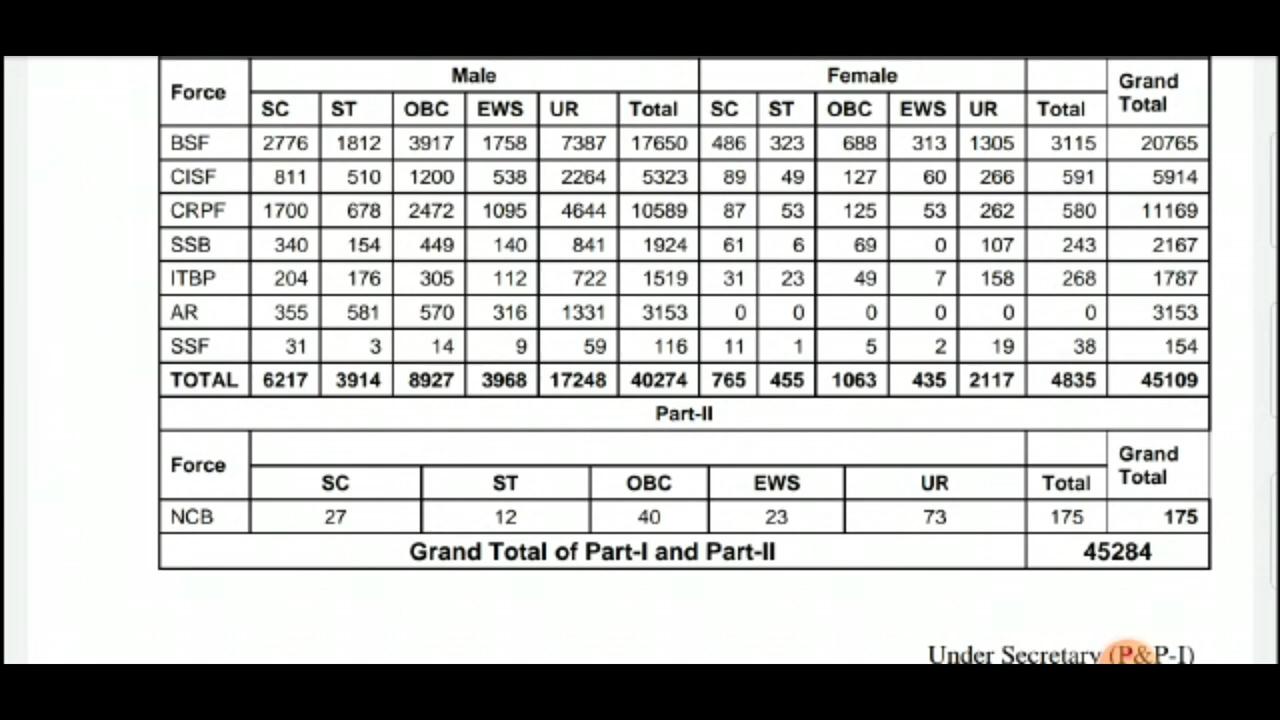 Force Male Female Grand Total
SC ST OBC EWS UR Total SC ST OBC EWS UR Total
BSF 2776 1812 3917 1758 7387 17650 486 323 688 313 1305 3115 20765
CISF 811 510 1200 538 2264 5323 89 49 127 60 266 591 5914
CRPF 1700 678 2472 1095 4644 10589 87 53 125 53 262 580 11169
SSB 340 154 449 140 841 1924 61 6 69 0 107 243 2167
ITBP 204 176 305 112 722 1519 31 23 49 7 158 268 1787
AR 355 581 570 316 1331 3153 0 0 0 0 0 0 3153
SSF 31 3 14 9 59 116 11 1 5 2 19 38 154
TOTAL 6217 3914 8927 3968 17248 40274 765 455 1063 435 2117 4835 45109
Part-II
Force Grand Total
SC ST OBC EWS UR Total
NCB 27 12 40 23 73 175 175
Grand Total of Part-I and Part-II 45284
Under Secretary (P&P-I)